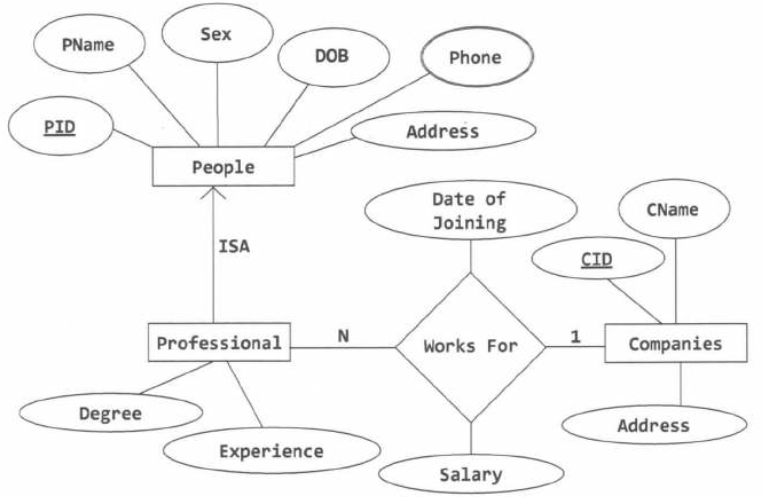 Sex
PName
DOB
Phone
PID
Address
People
Date of
Joining
CName
ISA
CID
Professional
N
Works For
1
Companies
Degree
Address
Experience
Salary